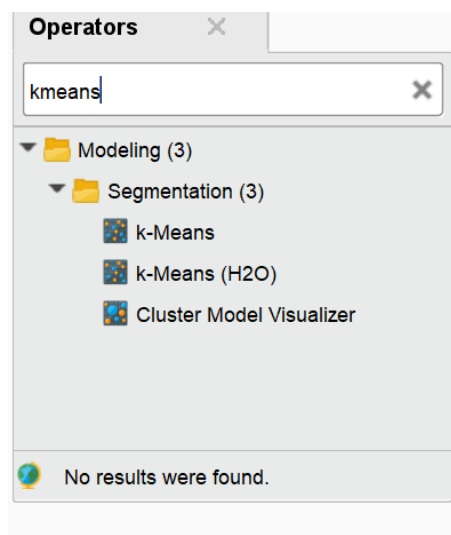 Operators
kmeans
Modeling (3)
Segmentation (3)
k-Means
k-Means (H2O)
Cluster Model Visualizer
No results were found.